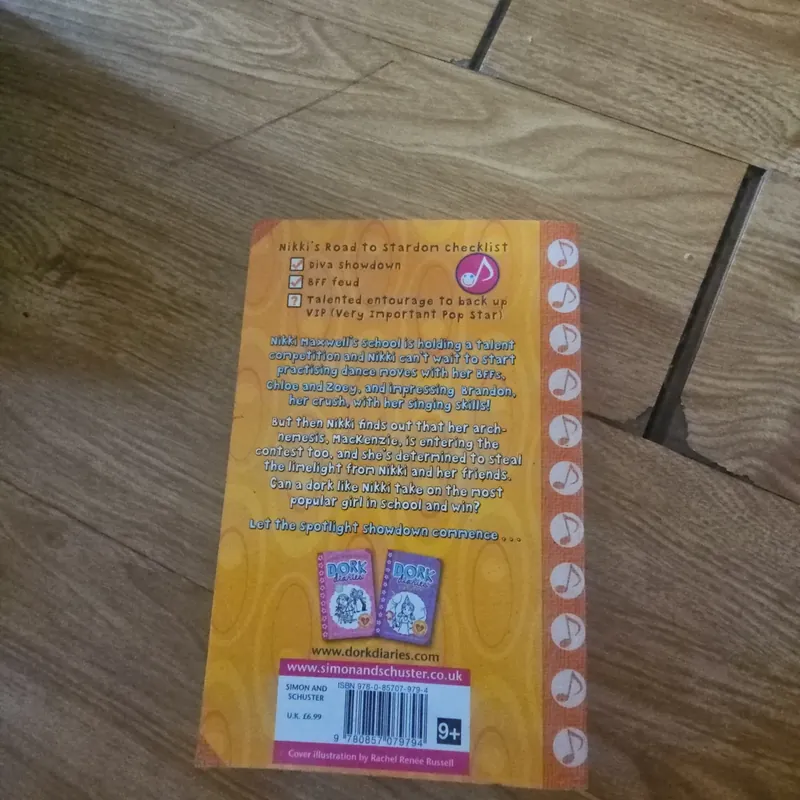 Nikki's Road to Stardom Checklist
Diva showdown
BFF feud
? Talented entourage to back up
VIP (Very Important Pop Star)
Nikki Maxwell's school is holding a talent
competition and Nikki can't wait to start
practising dance moves with her BFFs,
Chloe and Zoey, and impressing Brandon,
her crush, with her singing skills!
But then Nikki finds out that her arch-
nemesis, MacKenzie, is entering the
contest too, and she's determined to steal
the limelight from Nikki and her friends.
Can a dork like Nikki take on the most
popular girl in school and win?
Let the spotlight showdown commence ...
DORK
DORK
www.dorkdiaries.com
www.simonandschuster.co.uk
SIMON AND
SCHUSTER
U.K. £6.99
ISBN 978-0-85707-979-4
9 780857 079794
9+
Cover illustration by Rachel Renée Russell